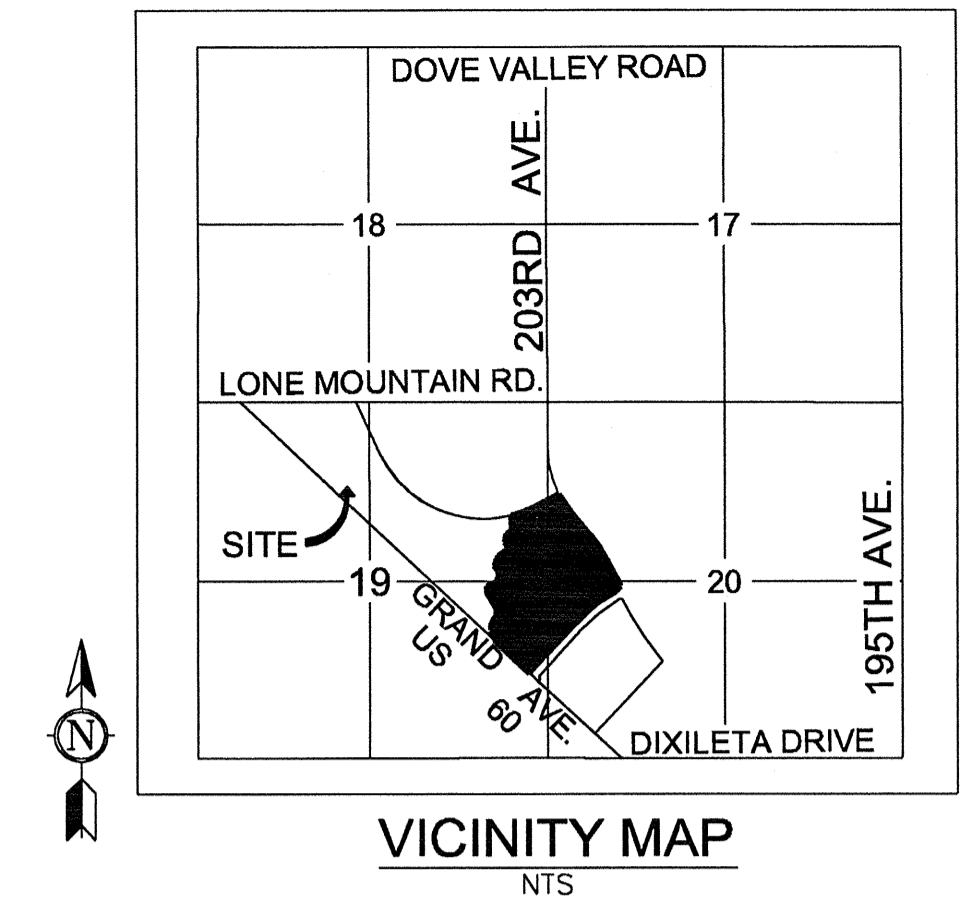 DOVE VALLEY ROAD
203RD AVE.
18
17
LONE MOUNTAIN RD.
SITE
19
20
195TH AVE.
GRAND AVE.
US 60
DIXILETA DRIVE
N
VICINITY MAP
NTS